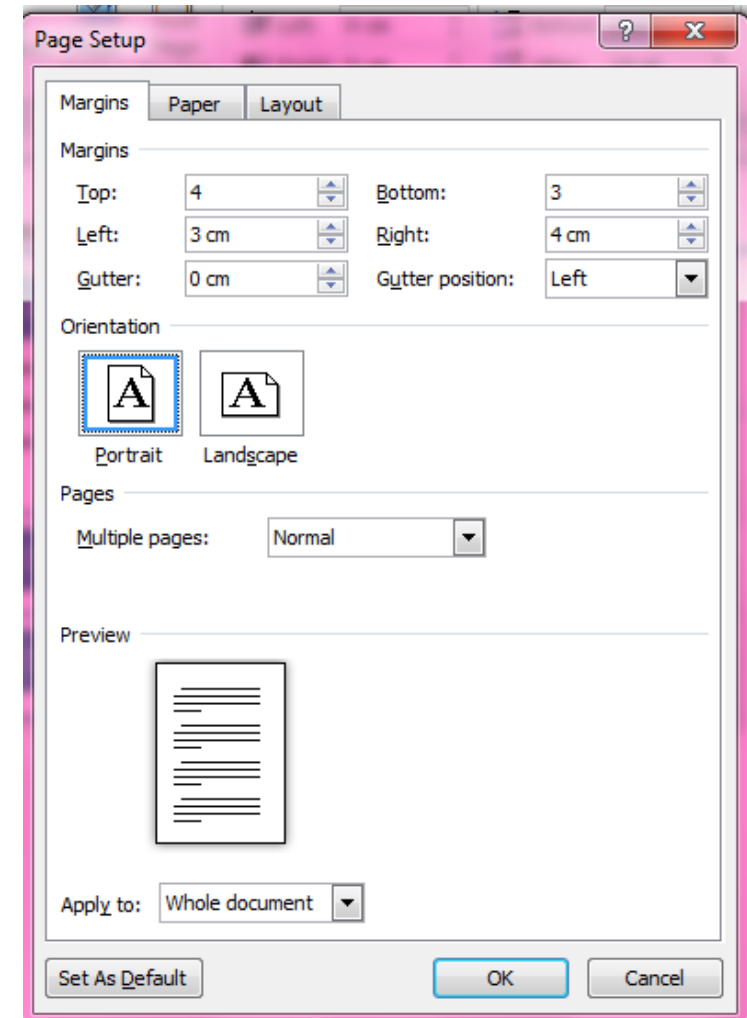 Page Setup
Margins Paper Layout
Margins
Top: 4 Bottom: 3
Left: 3 cm Right: 4 cm
Gutter: 0 cm Gutter position: Left
Orientation
A A
Portrait Landscape
Pages
Multiple pages: Normal
Preview
Apply to: Whole document
Set As Default OK Cancel